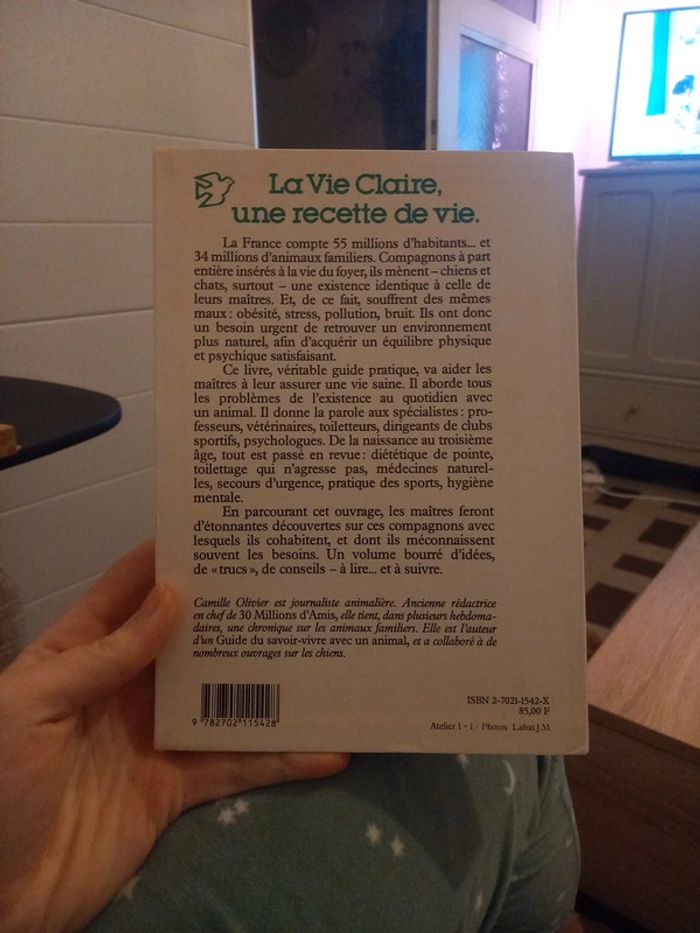 La Vie Claire,
une recette de vie.
La France compte 55 millions d'habitants... et
34 millions d'animaux familiers. Compagnons à part
entière insérés à la vie du foyer, ils mènent – chiens et
chats, surtout – une existence identique à celle de
leurs maîtres. Et, de ce fait, souffrent des mêmes
maux : obésité, stress, pollution, bruit. Ils ont donc
un besoin urgent de retrouver un environnement
plus naturel, afin d'acquérir un équilibre physique
et psychique satisfaisant.
Ce livre, véritable guide pratique, va aider les
maîtres à leur assurer une vie saine. Il aborde tous
les problèmes de l'existence au quotidien avec
un animal. Il donne la parole aux spécialistes : pro-
fesseurs, vétérinaires, toiletteurs, dirigeants de clubs
sportifs, psychologues. De la naissance au troisième
âge, tout est passé en revue : diététique de pointe,
toilettage qui n'agresse pas, médecines naturel-
les, secours d'urgence, pratique des sports, hygiène
mentale.
En parcourant cet ouvrage, les maîtres feront
d'étonnantes découvertes sur ces compagnons avec
lesquels ils cohabitent, et dont ils méconnaissent
souvent les besoins. Un volume bourré d'idées,
de « trucs », de conseils – à lire... et à suivre.
Camille Olivier est journaliste animalière. Ancienne rédactrice
en chef de 30 Millions d'Amis, elle tient, dans plusieurs hebdoma-
daires, une chronique sur les animaux familiers. Elle est l'auteur
d'un Guide du savoir-vivre avec un animal, et a collaboré à de
nombreux ouvrages sur les chiens.
ISBN 2-7021-1542-X
85,00 F
9 782702 115428
Atelier 1 + 1 / Photos Labat J.M.